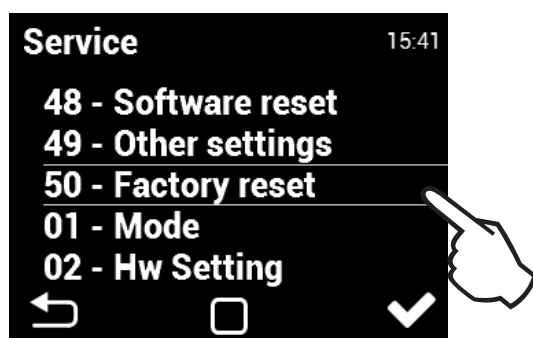 Service
15:41
48 - Software reset
49 - Other settings
50 - Factory reset
01 - Mode
02 - Hw Setting